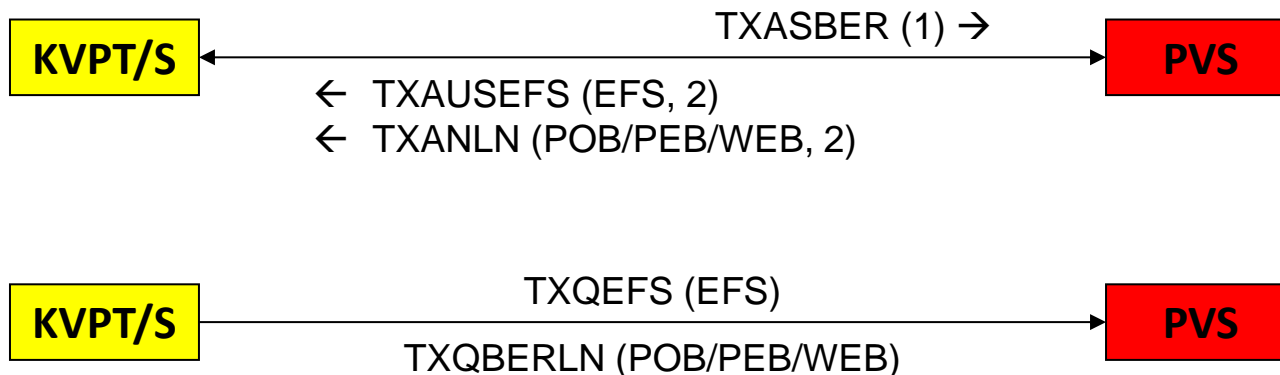 TXASBER (1) →
KVPT/S
PVS
← TXAUSEFS (EFS, 2)
← TXANLN (POB/PEB/WEB, 2)
TXQEFS (EFS)
KVPT/S
PVS
TXQBERLN (POB/PEB/WEB)